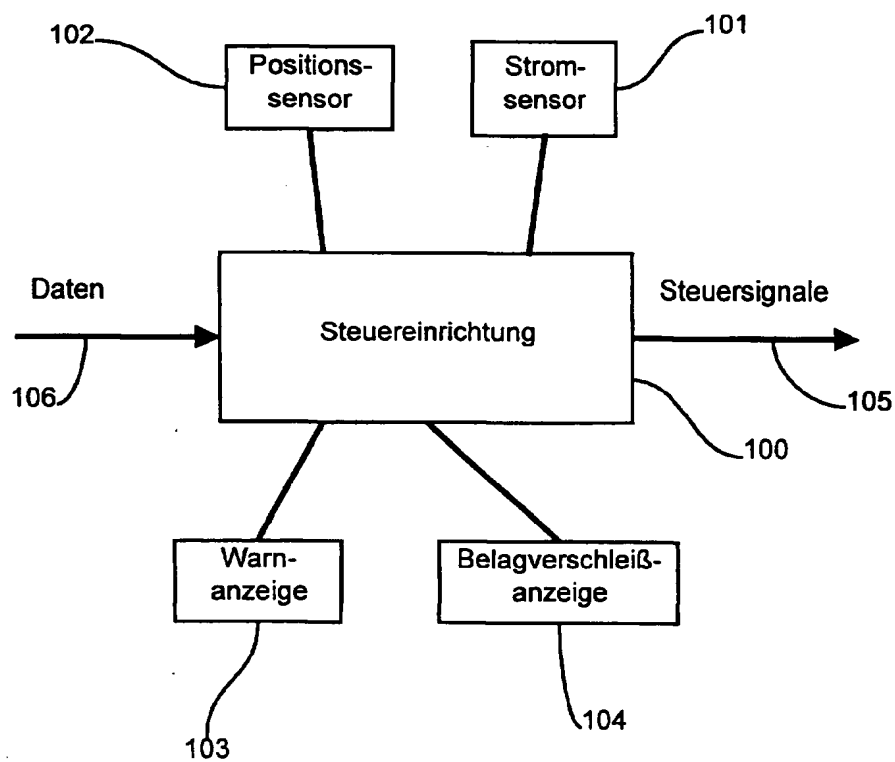 102
Positions-
sensor
Strom-
sensor
101
Daten
Steuereinrichtung
Steuersignale
106
105
100
Warn-
anzeige
Belagverschleiß-
anzeige
103
104